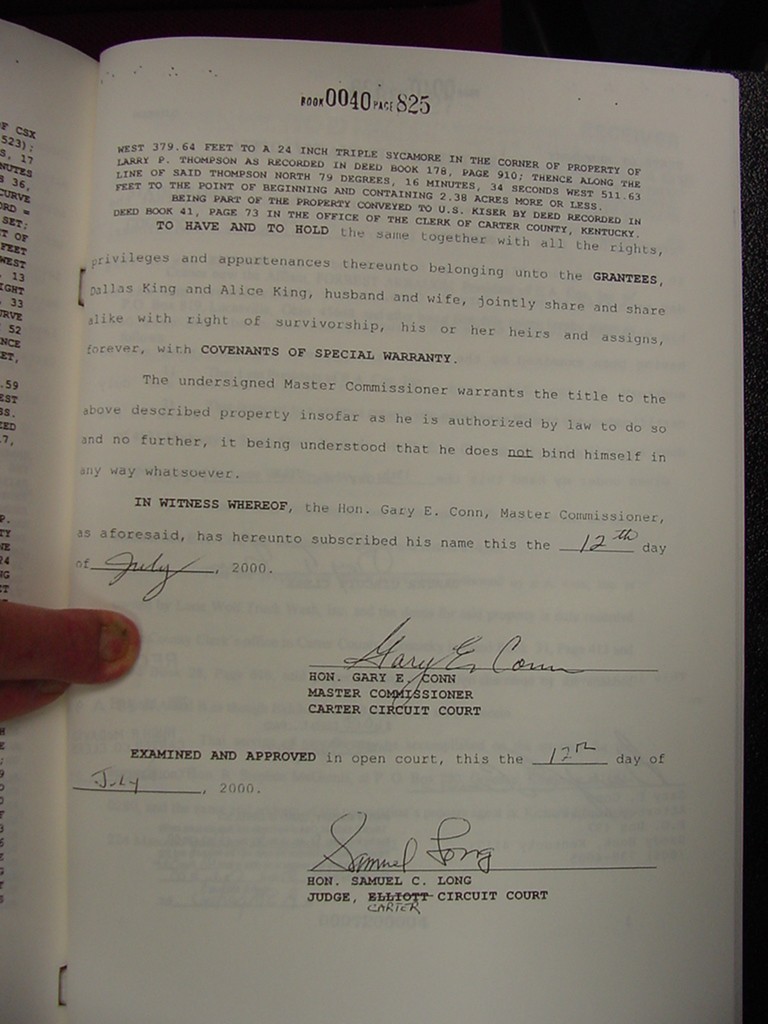 BOOK 0040 PAGE 825
WEST 379.64 FEET TO A 24 INCH TRIPLE SYCAMORE IN THE CORNER OF PROPERTY OF
LARRY P. THOMPSON AS RECORDED IN DEED BOOK 178, PAGE 910; THENCE ALONG THE
LINE OF SAID THOMPSON NORTH 79 DEGREES, 16 MINUTES, 34 SECONDS WEST 511.63
FEET TO THE POINT OF BEGINNING AND CONTAINING 2.38 ACRES MORE OR LESS.
BEING PART OF THE PROPERTY CONVEYED TO U.S. KISER BY DEED RECORDED IN
DEED BOOK 41, PAGE 73 IN THE OFFICE OF THE CLERK OF CARTER COUNTY, KENTUCKY.
TO HAVE AND TO HOLD the same together with all the rights,
privileges and appurtenances thereunto belonging unto the GRANTEES,
Dallas King and Alice King, husband and wife, jointly share and share
alike with right of survivorship, his or her heirs and assigns,
forever, with COVENANTS OF SPECIAL WARRANTY.
The undersigned Master Commissioner warrants the title to the
above described property insofar as he is authorized by law to do so
and no further, it being understood that he does not bind himself in
any way whatsoever.
IN WITNESS WHEREOF, the Hon. Gary E. Conn, Master Commissioner,
as aforesaid, has hereunto subscribed his name this the 12th day
of July, 2000.
Gary E. Conn
HON. GARY E. CONN
MASTER COMMISSIONER
CARTER CIRCUIT COURT
EXAMINED AND APPROVED in open court, this the 12th day of
July, 2000.
Samuel Long
HON. SAMUEL C. LONG
JUDGE, ELLIOTT CIRCUIT COURT
CARTER